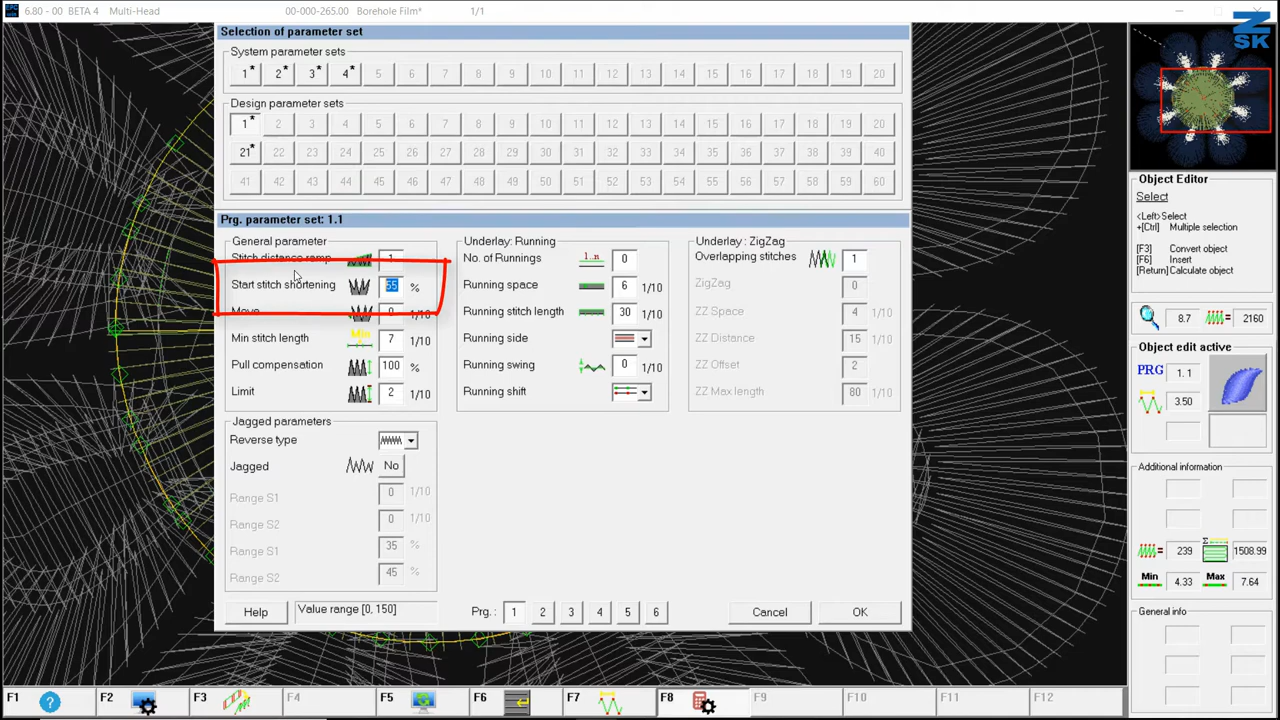 EPC
6.80 - 00 BETA 4 Multi-Head 00-000-265.00 Borehole Film* 1/1
ZSK
Selection of parameter set
System parameter sets
1* 2* 3* 4* 5 6 7 8 9 10 11 12 13 14 15 16 17 18 19 20
Design parameter sets
1* 2 3 4 5 6 7 8 9 10 11 12 13 14 15 16 17 18 19 20
21* 22 23 24 25 26 27 28 29 30 31 32 33 34 35 36 37 38 39 40
41 42 43 44 45 46 47 48 49 50 51 52 53 54 55 56 57 58 59 60
Prg. parameter set: 1.1
General parameter
Stitch distance ramp 1
Start stitch shortening 55 %
Move 0 1/10
Min stitch length Min 7 1/10
Pull compensation 100 %
Limit 2 1/10
Jagged parameters
Reverse type
Jagged No
Range S1 0 1/10
Range S2 0 1/10
Range S1 35 %
Range S2 45 %
Underlay: Running
No. of Runnings 1..n 0
Running space 6 1/10
Running stitch length 30 1/10
Running side
Running swing 0 1/10
Running shift
Underlay : ZigZag
Overlapping stitches 1
ZigZag 0
ZZ Space 4 1/10
ZZ Distance 15 1/10
ZZ Offset 2
ZZ Max length 80 1/10
Help Value range [0, 150] Prg.: 1 2 3 4 5 6 Cancel OK
Object Editor
Select
<Left> Select
+[Ctrl] Multiple selection
[F3] Convert object
[F6] Insert
[Return] Calculate object
8.7 = 2160
Object edit active
PRG 1.1
3.50
Additional information
= 239 Σ 1508.99
Min 4.33 Max 7.64
General info
F1 ? F2 F3 F4 F5 F6 F7 F8 F9 F10 F11 F12